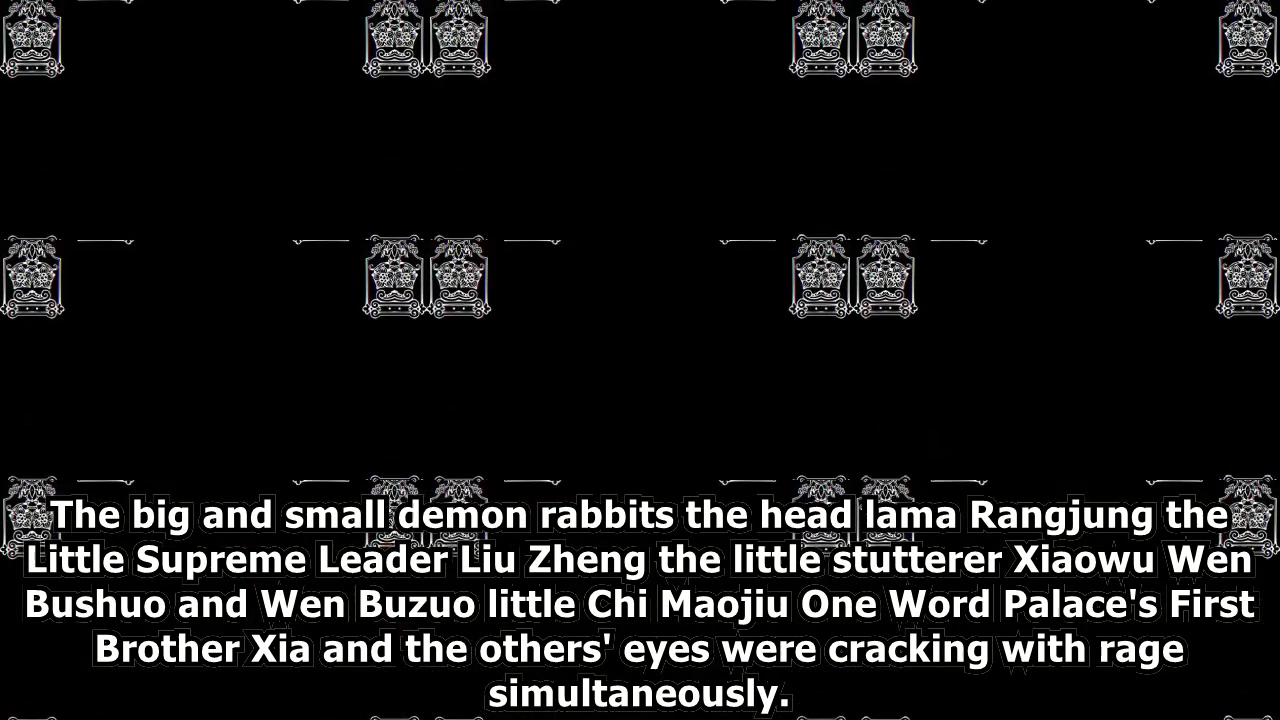 The big and small demon rabbits the head lama Rangjung the
Little Supreme Leader Liu Zheng the little stutterer Xiaowu Wen
Bushuo and Wen Buzuo little Chi Maojiu One Word Palace's First
Brother Xia and the others' eyes were cracking with rage
simultaneously.